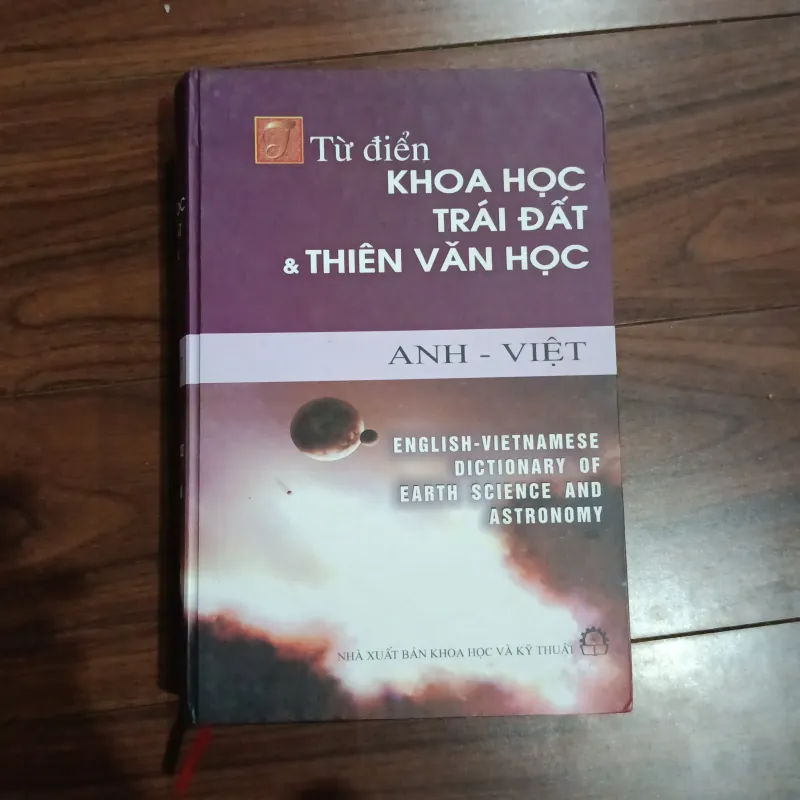 Từ điển
KHOA HỌC
TRÁI ĐẤT
& THIÊN VĂN HỌC
ANH - VIỆT
ENGLISH-VIETNAMESE
DICTIONARY OF
EARTH SCIENCE AND
ASTRONOMY
NHÀ XUẤT BẢN KHOA HỌC VÀ KỸ THUẬT